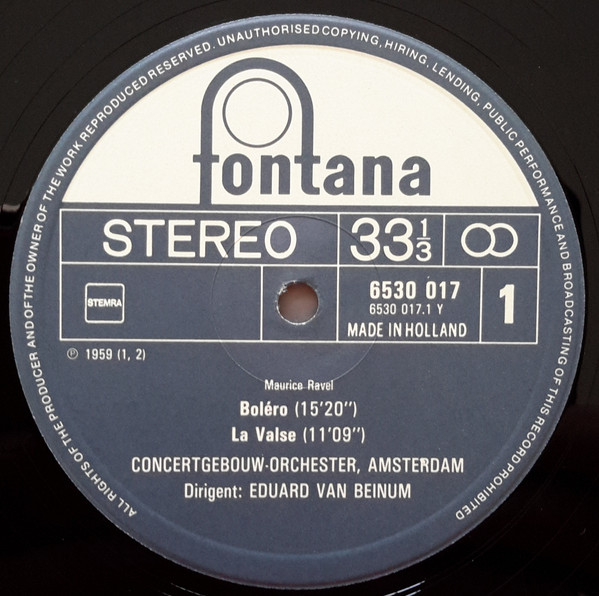 ALL RIGHTS OF THE PRODUCER AND OF THE OWNER OF THE WORK REPRODUCED RESERVED. UNAUTHORISED COPYING, HIRING, LENDING, PUBLIC PERFORMANCE AND BROADCASTING OF THIS RECORD PROHIBITED
fontana
STEREO 33 1/3
STEMRA
6530 017
6530 017.1 Y
MADE IN HOLLAND
1
℗ 1959 (1, 2)
Maurice Ravel
Boléro (15'20'')
La Valse (11'09'')
CONCERTGEBOUW-ORCHESTER, AMSTERDAM
Dirigent: EDUARD VAN BEINUM